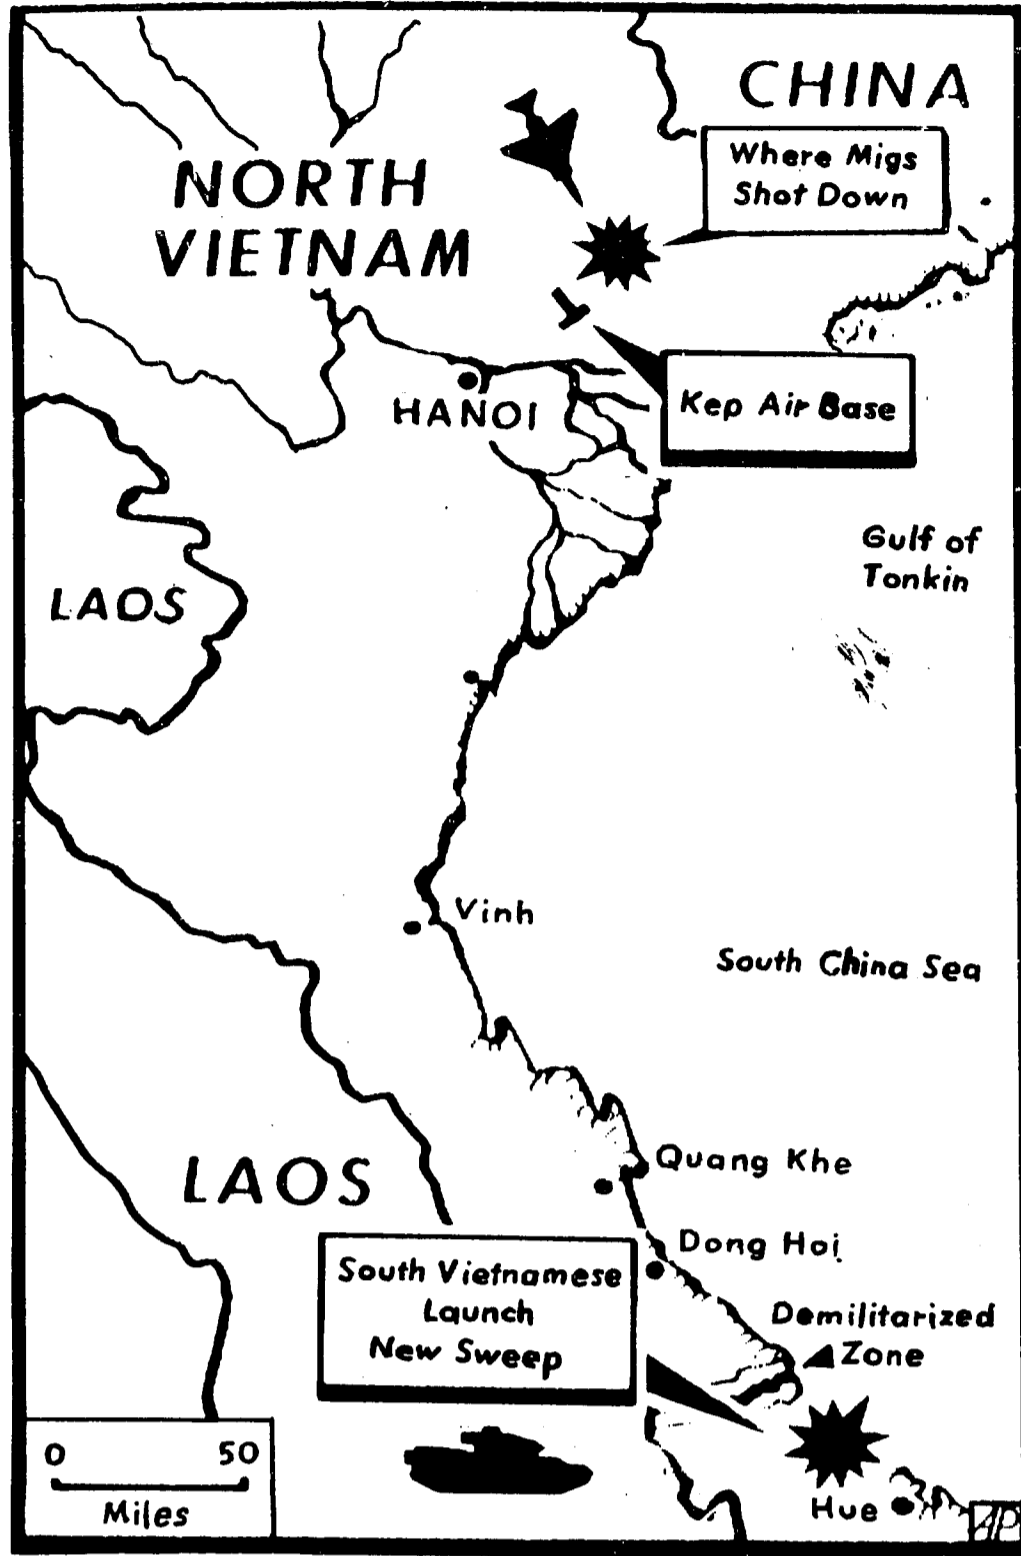 CHINA
Where Migs
Shot Down
NORTH
VIETNAM
Kep Air Base
HANOI
Gulf of
Tonkin
LAOS
Vinh
South China Sea
Quang Khe
LAOS
Dong Hoi
South Vietnamese
Launch
New Sweep
Demilitarized
Zone
0 50
Miles
Hue
AP